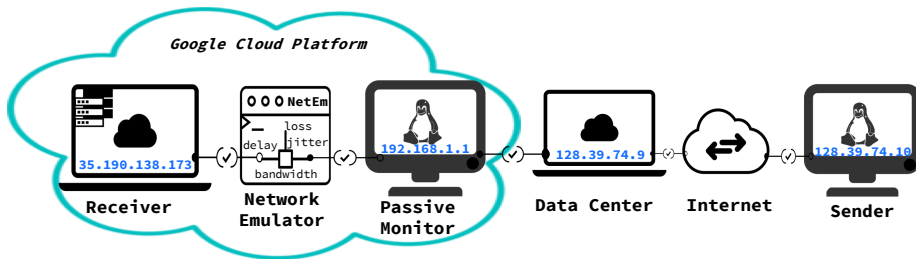 Google Cloud Platform
NetEm
loss
delay
jitter
bandwidth
35.190.138.173
192.168.1.1
128.39.74.9
128.39.74.10
Receiver
Network
Emulator
Passive
Monitor
Data Center
Internet
Sender